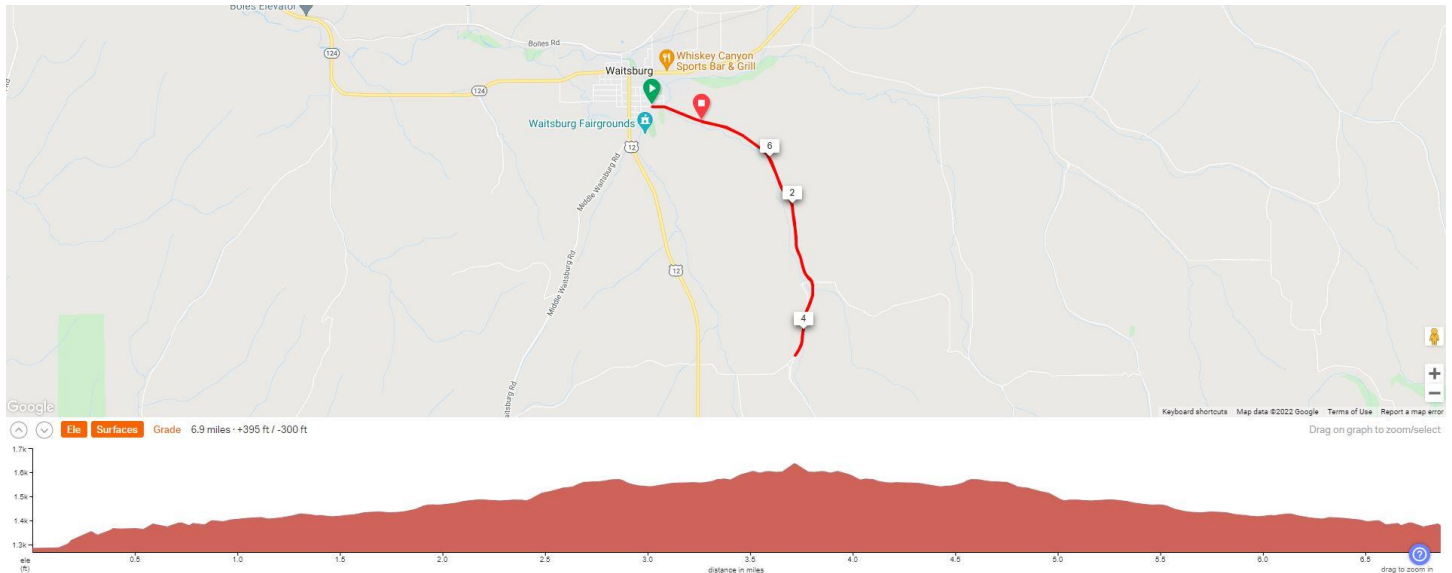 Boles Elevator
124
Bolles Rd
Whiskey Canyon
Sports Bar & Grill
Waitsburg
124
Waitsburg Fairgrounds
12
6
Middle Waitsburg Rd
2
12
Middle Waitsburg Rd
4
aitsburg Rd
Google
Keyboard shortcuts Map data ©2022 Google Terms of Use Report a map error
Ele Surfaces Grade 6.9 miles · +395 ft / -300 ft Drag on graph to zoom/select
1.7k
1.6k
1.5k
1.4k
1.3k
ele
(ft)
0.5 1.0 1.5 2.0 2.5 3.0 3.5 4.0 4.5 5.0 5.5 6.0 6.5
distance in miles
drag to zoom in